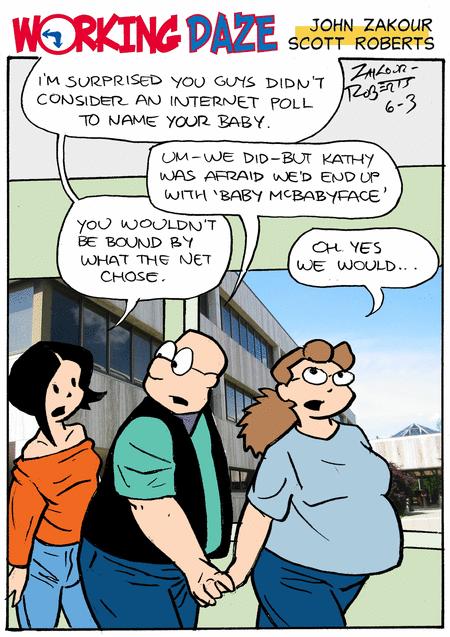 WORKING DAZE
JOHN ZAKOUR
SCOTT ROBERTS
ZAKOUR-
ROBERTS
6-3
I'M SURPRISED YOU GUYS DIDN'T
CONSIDER AN INTERNET POLL
TO NAME YOUR BABY.
UM-WE DID-BUT KATHY
WAS AFRAID WE'D END UP
WITH 'BABY MCBABYFACE'
YOU WOULDN'T
BE BOUND BY
WHAT THE NET
CHOSE.
OH. YES
WE WOULD...